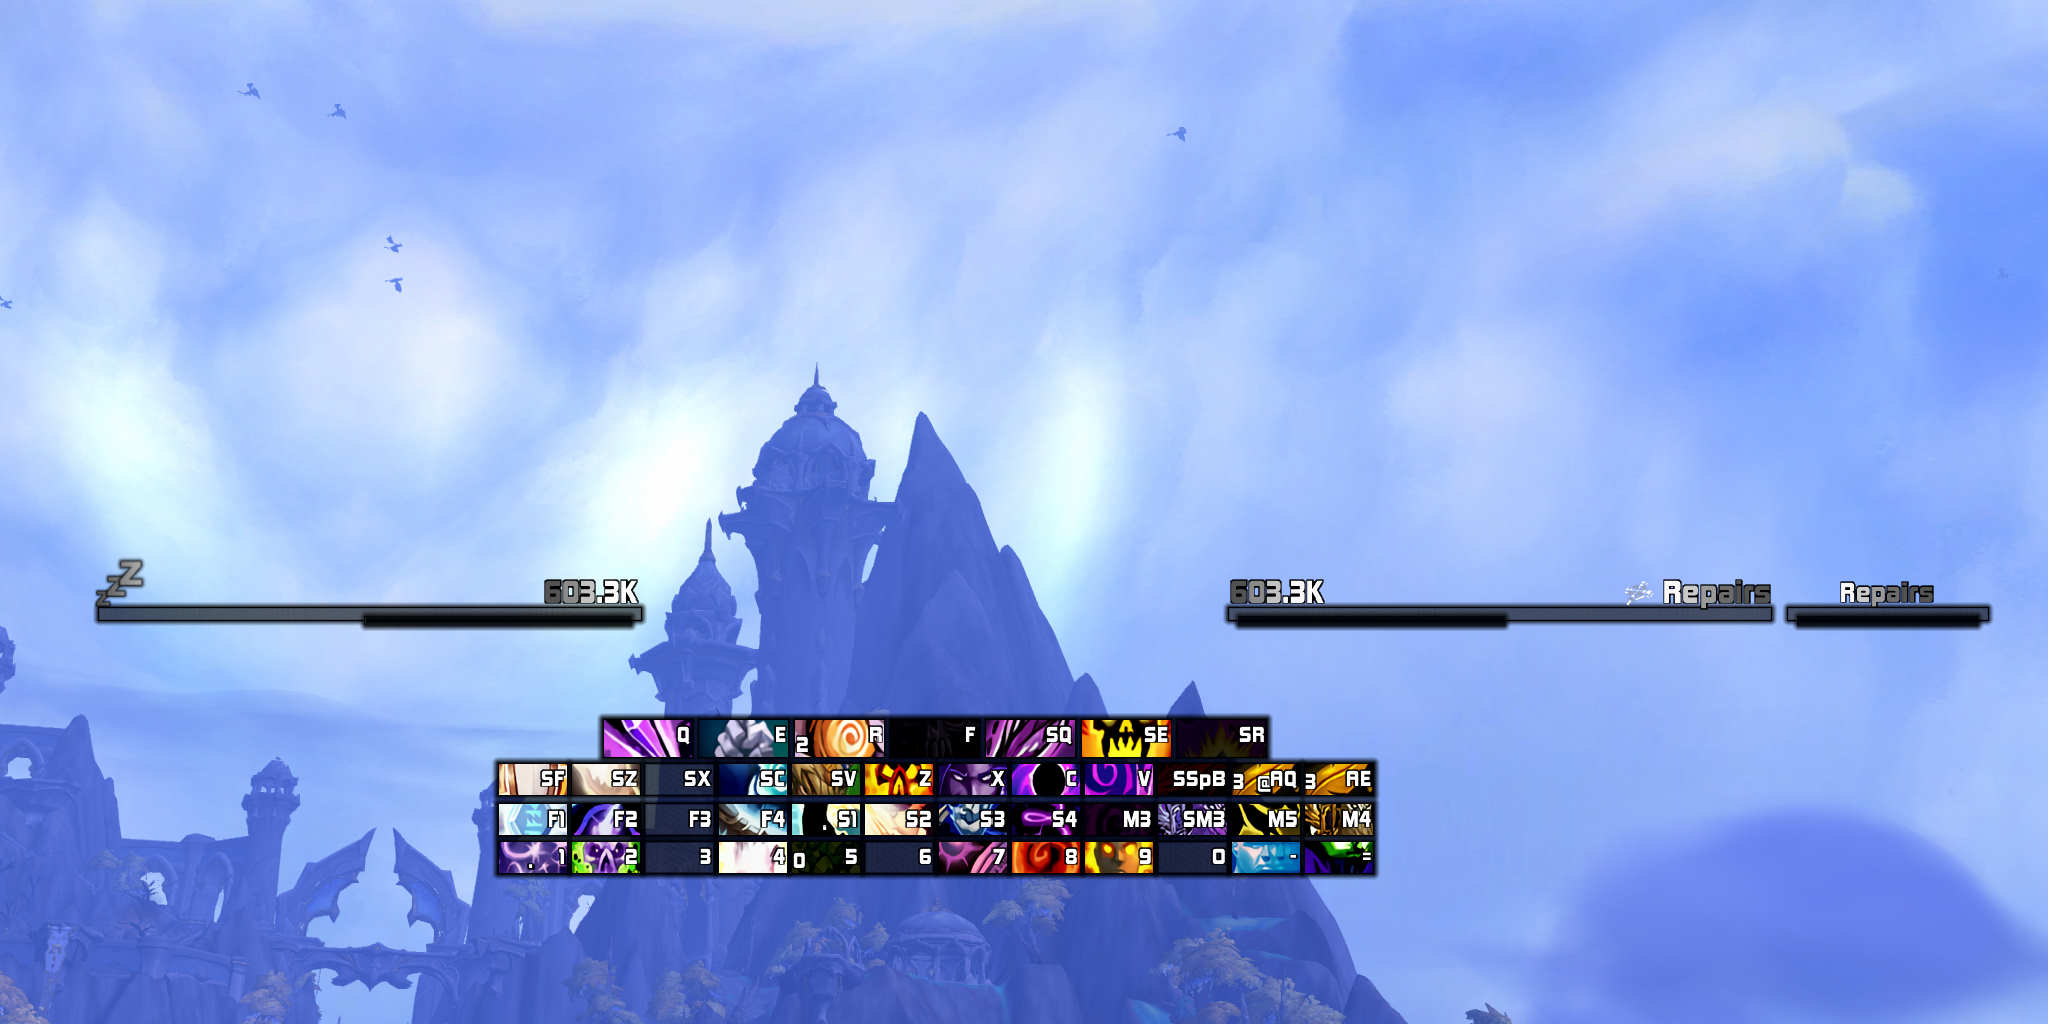 zzZ
603.3K
603.3K
Repairs
Repairs
Q E 2 R F SQ SE SR
SF SZ SX SC SV Z X C V SSpB 3 @AQ 3 AE
F1 F2 F3 F4 . S1 S2 S3 S4 M3 SM3 M5 M4
. 1 2 3 4 0 5 6 7 8 9 0 - =